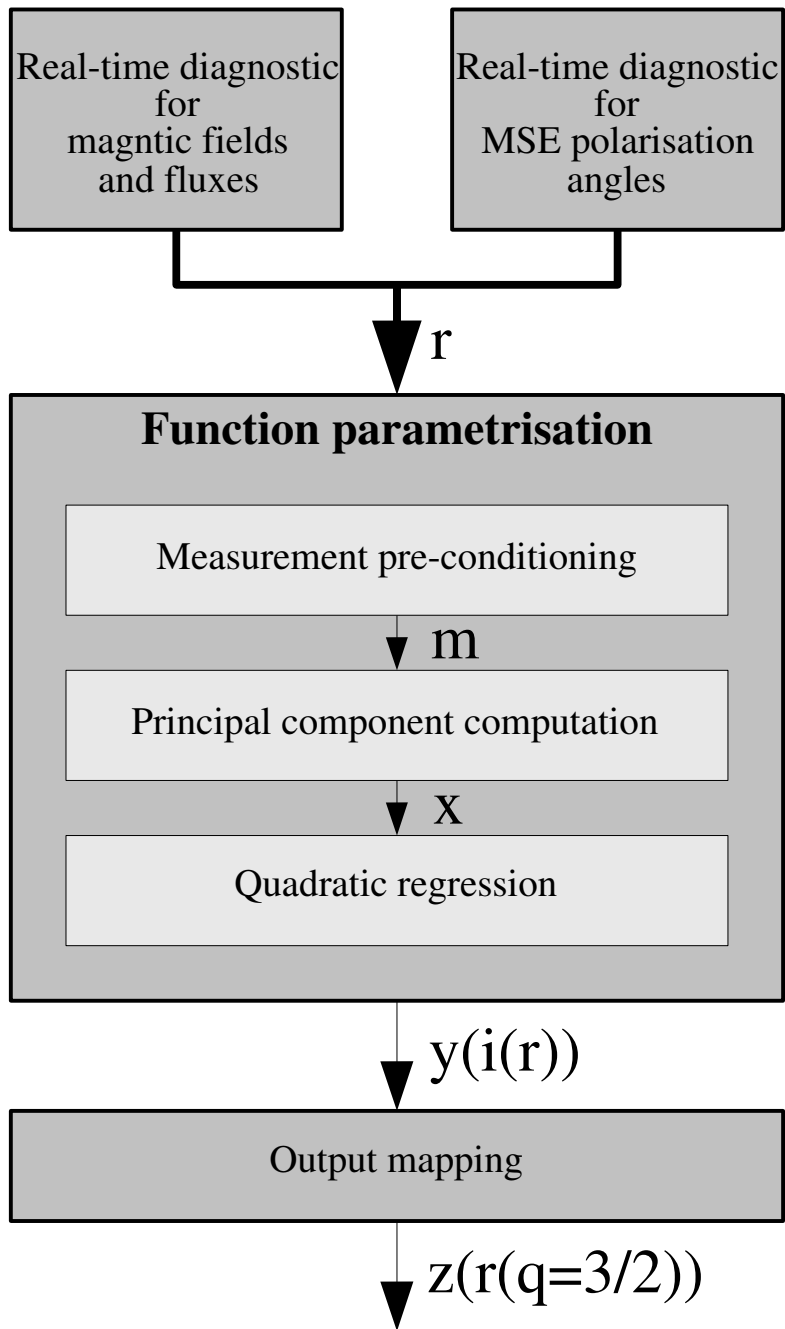 Real-time diagnostic
for
magntic fields
and fluxes
Real-time diagnostic
for
MSE polarisation
angles
r
Function parametrisation
Measurement pre-conditioning
m
Principal component computation
x
Quadratic regression
y(i(r))
Output mapping
z(r(q=3/2))